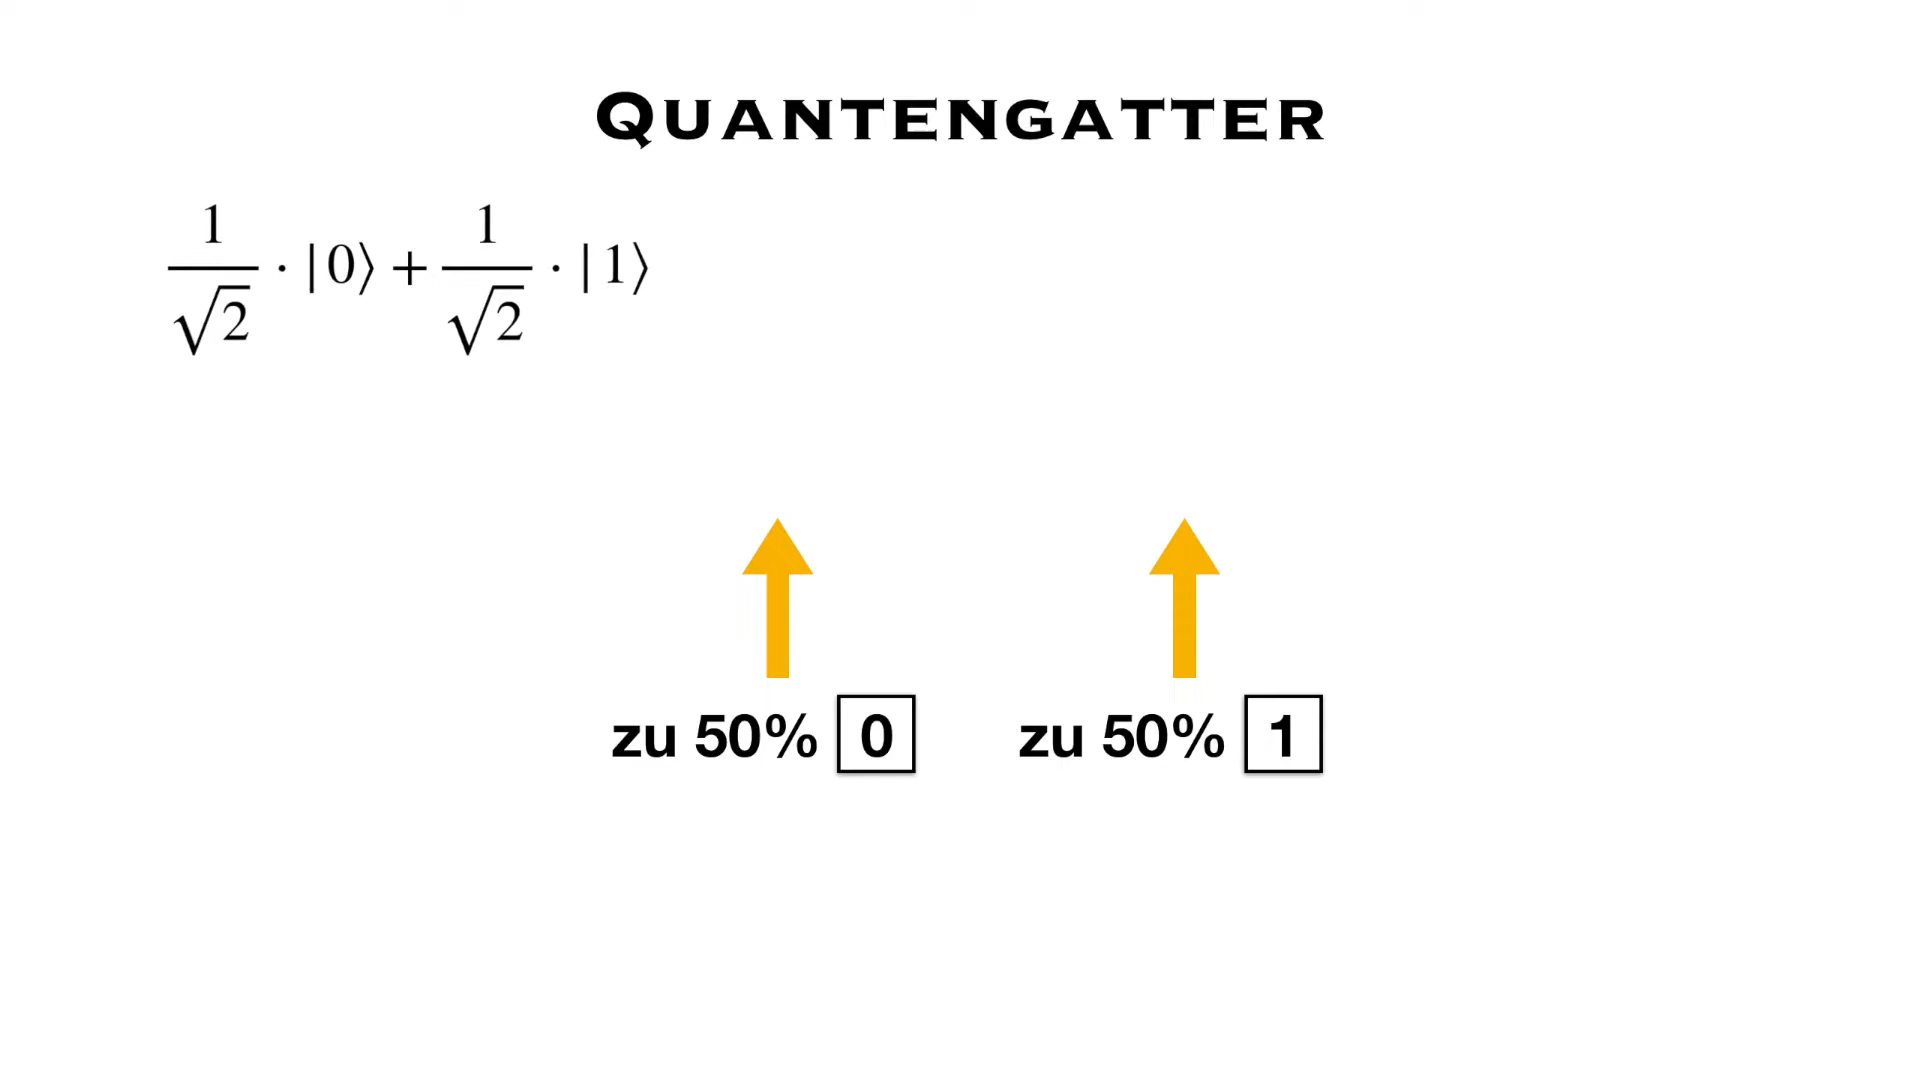 QUANTENGATTER
1/√2 · |0⟩ + 1/√2 · |1⟩
zu 50% 0
zu 50% 1